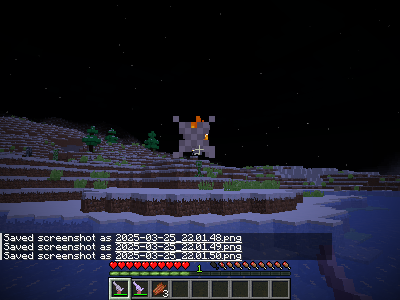 Saved screenshot as 2025-03-25_22.01.48.png
Saved screenshot as 2025-03-25_22.01.49.png
Saved screenshot as 2025-03-25_22.01.50.png
1
3